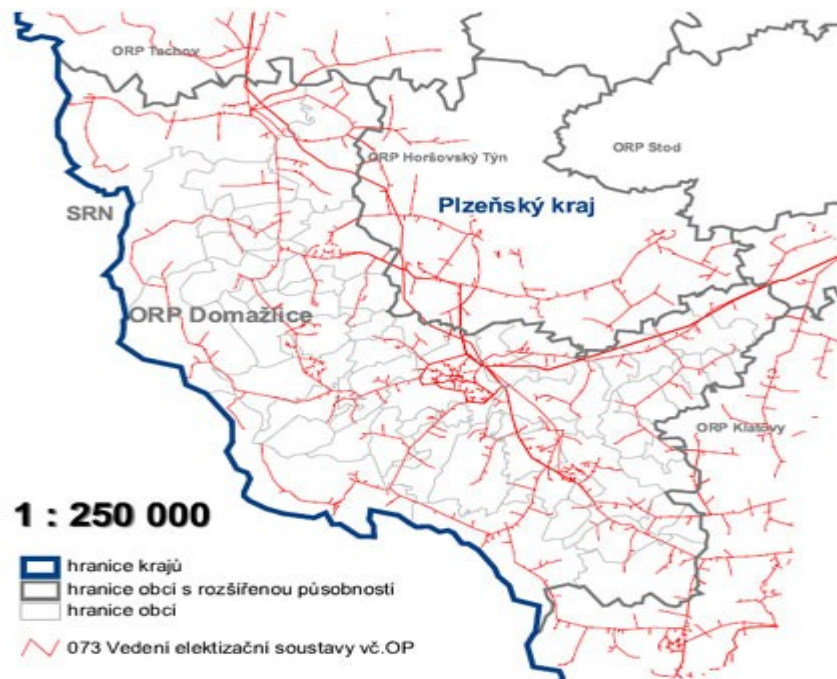 ORP Tachov
ORP Horšovský Týn
ORP Stod
SRN
Plzeňský kraj
ORP Domažlice
ORP Klatovy
1 : 250 000
hranice krajů
hranice obcí s rozšířenou působností
hranice obcí
073 Vedení elektizační soustavy vč.OP